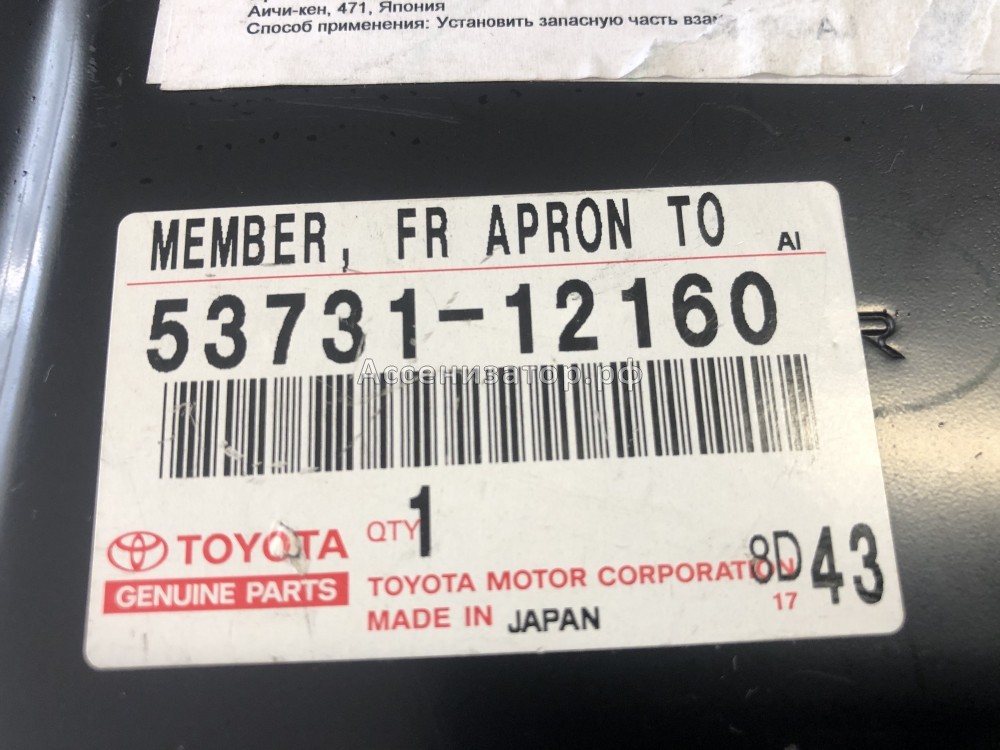 Аичи-кен, 471, Япония
Способ применения: Установить запасную часть
MEMBER, FR APRON TO
AI
53731-12160
R
Ассенизатор.рф
QTY 1
TOYOTA
GENUINE PARTS
8D43
TOYOTA MOTOR CORPORATION
17
MADE IN JAPAN